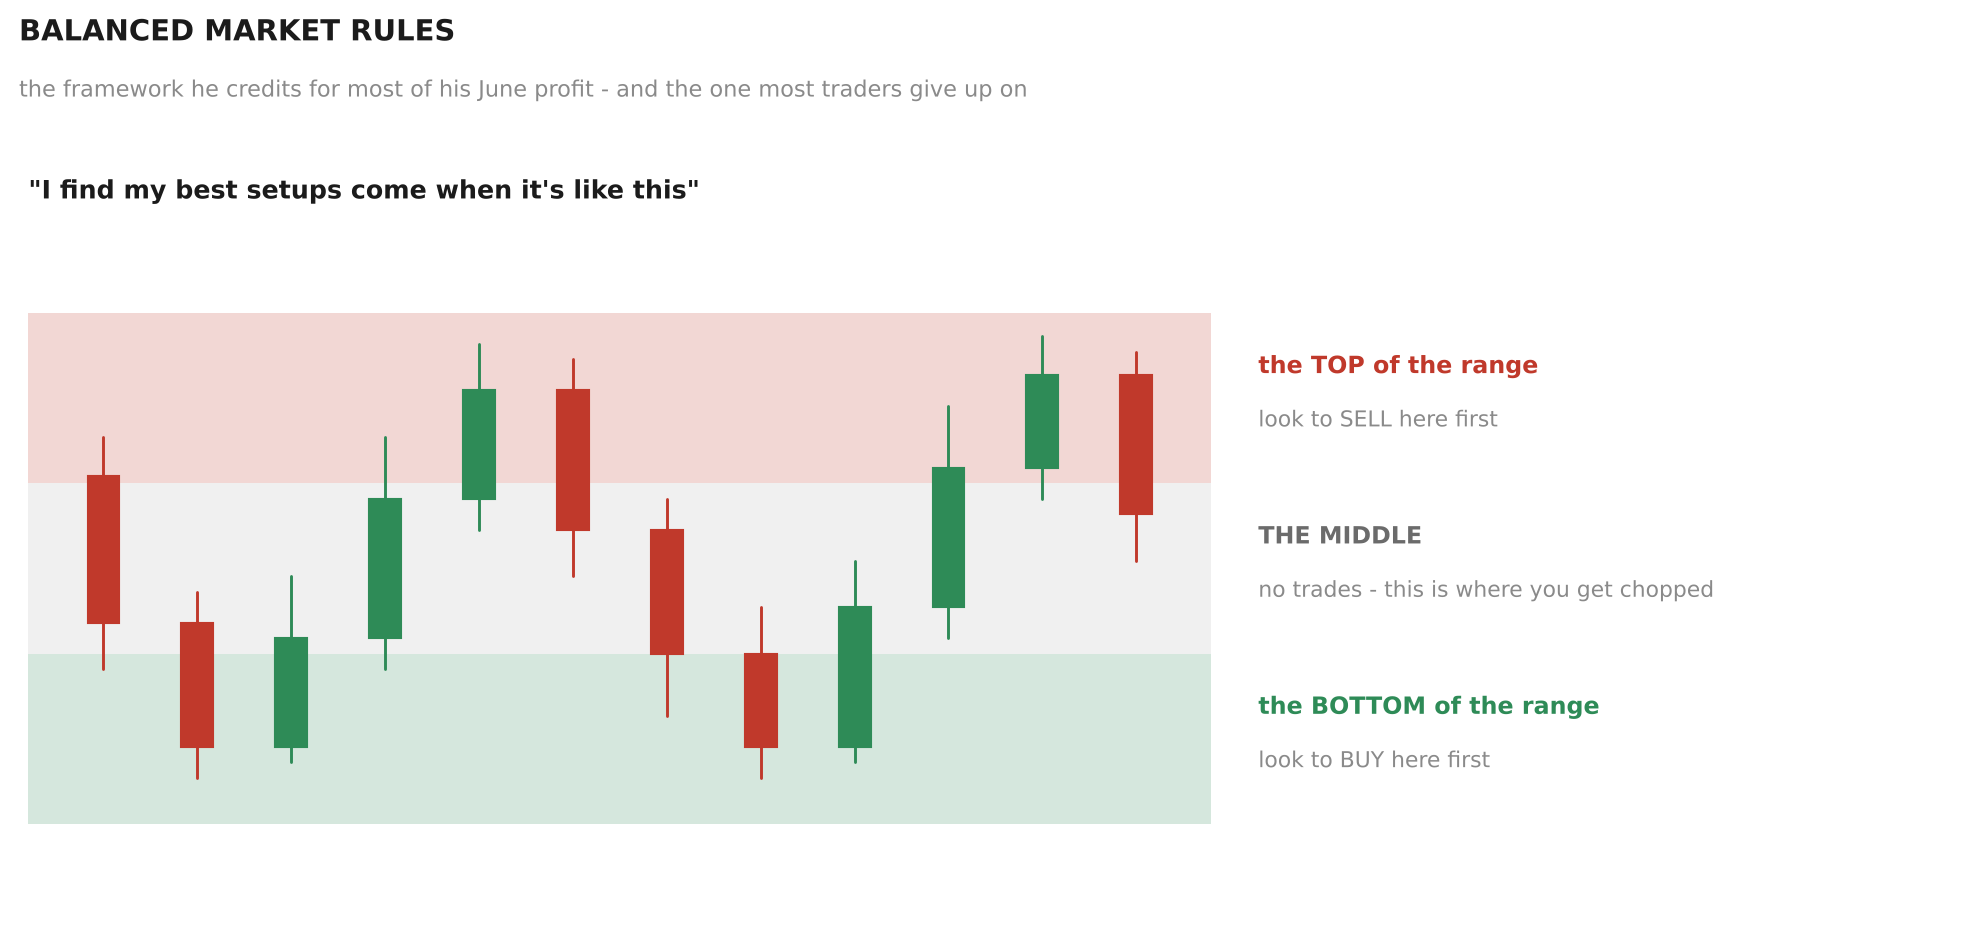 BALANCED MARKET RULES
the framework he credits for most of his June profit - and the one most traders give up on
"I find my best setups come when it's like this"
the TOP of the range
look to SELL here first
THE MIDDLE
no trades - this is where you get chopped
the BOTTOM of the range
look to BUY here first